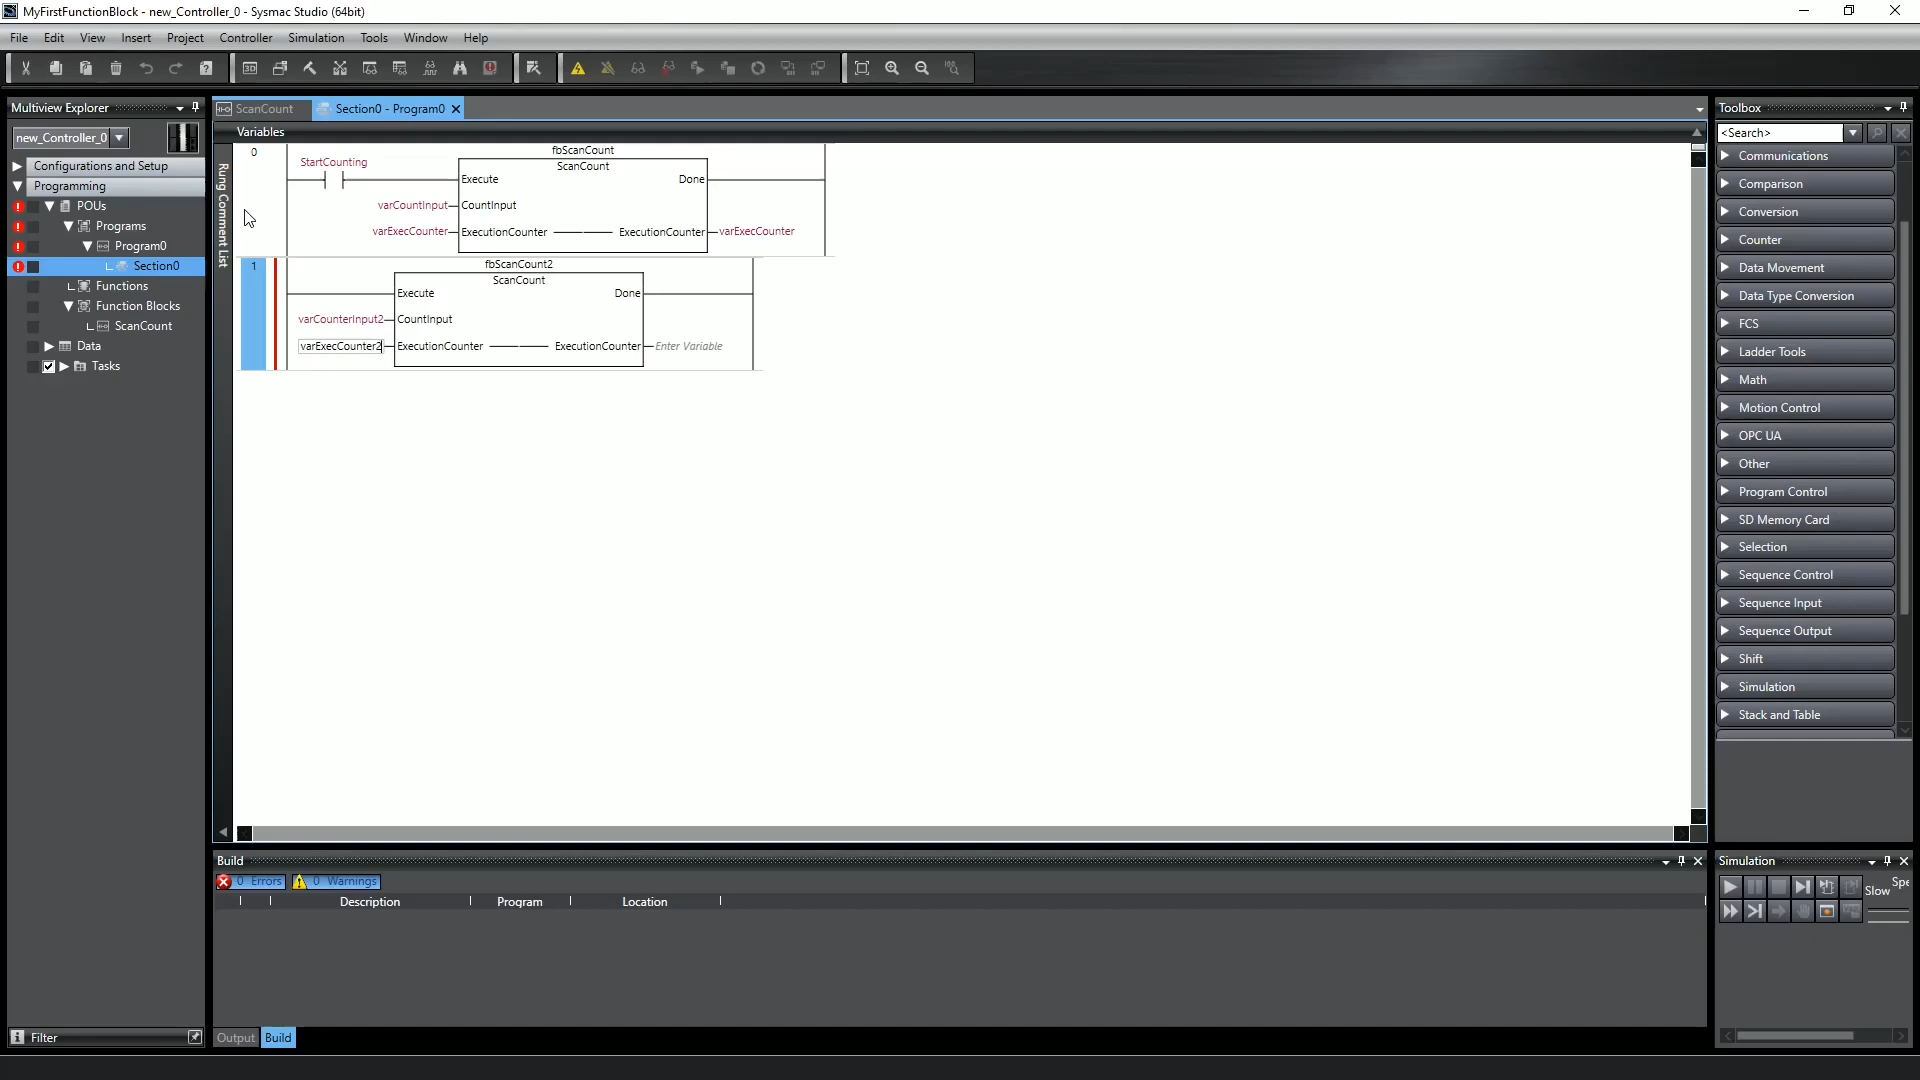 MyFirstFunctionBlock - new_Controller_0 - Sysmac Studio (64bit)
File Edit View Insert Project Controller Simulation Tools Window Help
Multiview Explorer
new_Controller_0
Configurations and Setup
Programming
POUs
Programs
Program0
Section0
Functions
Function Blocks
ScanCount
Data
Tasks
Filter
ScanCount
Section0 - Program0
Variables
Rung Comment List
0
StartCounting
fbScanCount
ScanCount
Execute Done
varCountInput CountInput
varExecCounter ExecutionCounter ExecutionCounter varExecCounter
1
fbScanCount2
ScanCount
Execute Done
varCounterInput2 CountInput
varExecCounter2 ExecutionCounter ExecutionCounter Enter Variable
Build
0 Errors 0 Warnings
Description Program Location
Output Build
Toolbox
<Search>
Communications
Comparison
Conversion
Counter
Data Movement
Data Type Conversion
FCS
Ladder Tools
Math
Motion Control
OPC UA
Other
Program Control
SD Memory Card
Selection
Sequence Control
Sequence Input
Sequence Output
Shift
Simulation
Stack and Table
Simulation
Slow Spe